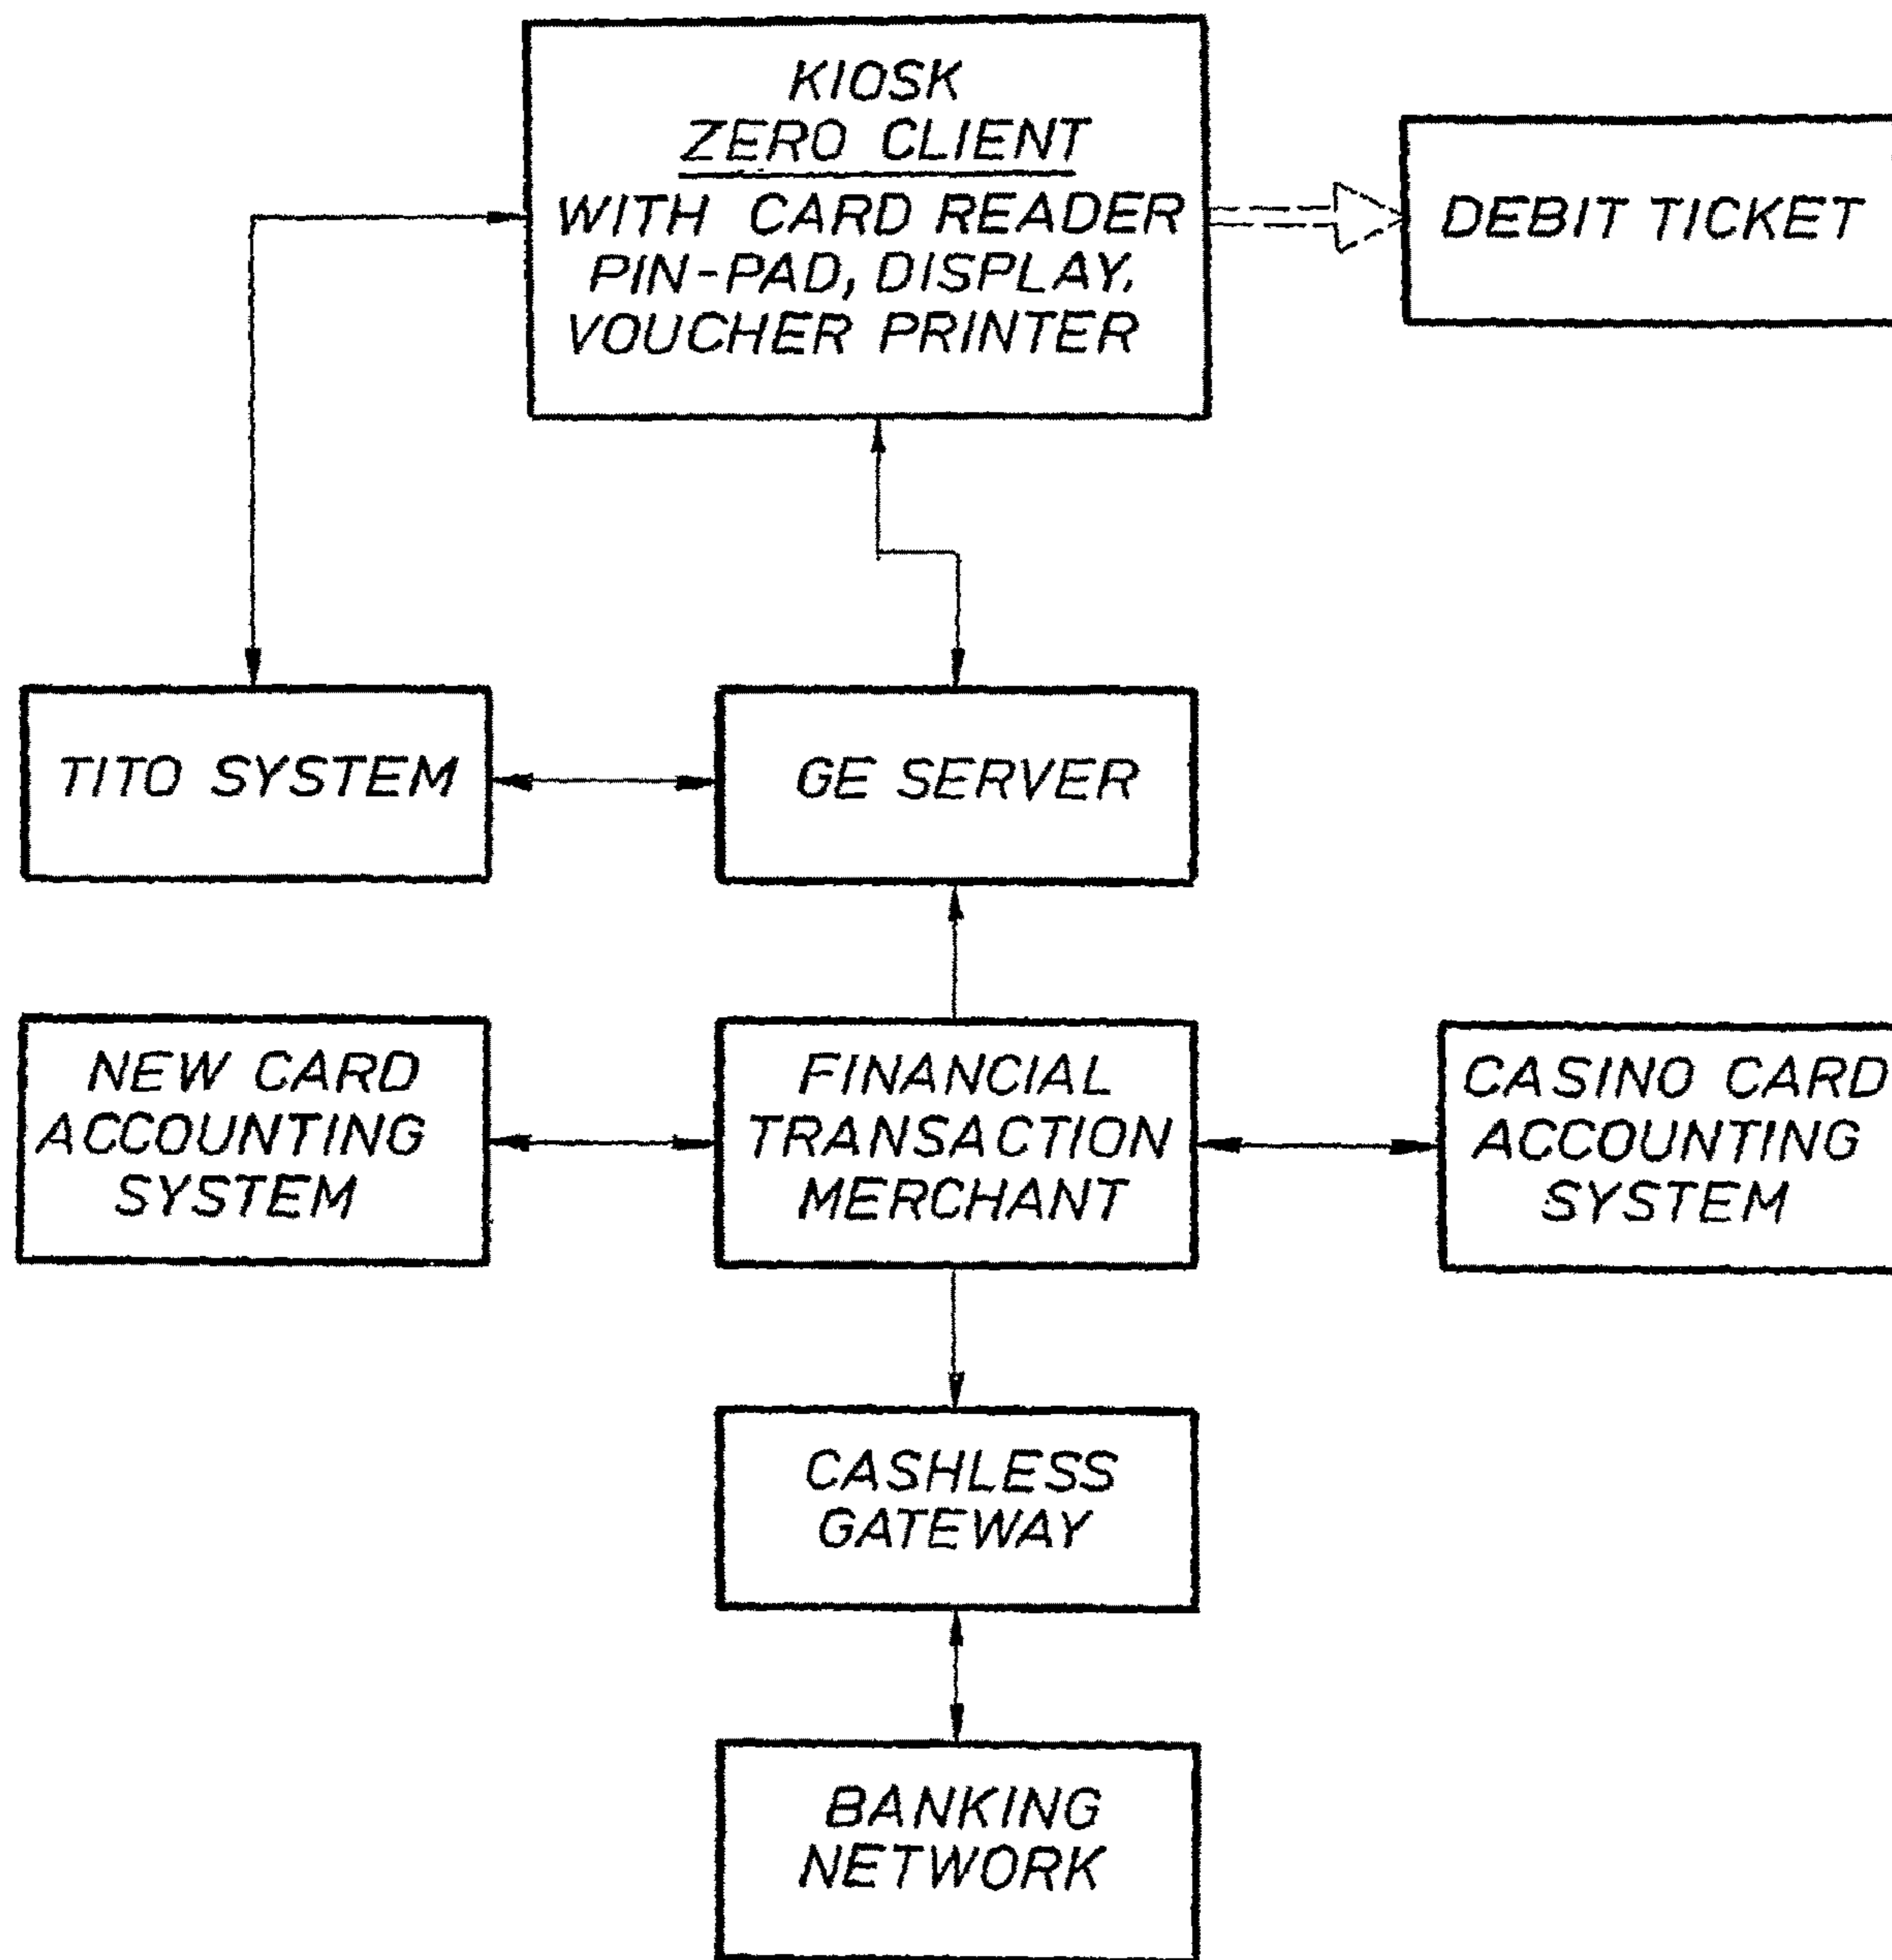 KIOSK
ZERO CLIENT
WITH CARD READER
PIN-PAD, DISPLAY,
VOUCHER PRINTER
DEBIT TICKET
TITO SYSTEM
GE SERVER
NEW CARD
ACCOUNTING
SYSTEM
FINANCIAL
TRANSACTION
MERCHANT
CASINO CARD
ACCOUNTING
SYSTEM
CASHLESS
GATEWAY
BANKING
NETWORK